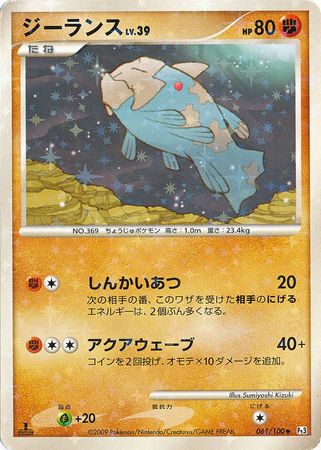 ジーランス LV.39 HP 80
たね
NO.369 ちょうじゅポケモン 高さ：1.0m 重さ：23.4kg
しんかいあつ 20
次の相手の番、このワザを受けた相手のにげる
エネルギーは、2個ぶん多くなる。
アクアウェーブ 40+
コインを2回投げ、オモテ×10ダメージを追加。
Illus.Sumiyoshi Kizuki
弱点 抵抗力 にげる
+20
1 EDITION ©2009 Pokémon/Nintendo/Creatures/GAME FREAK. 061/100 Pt3